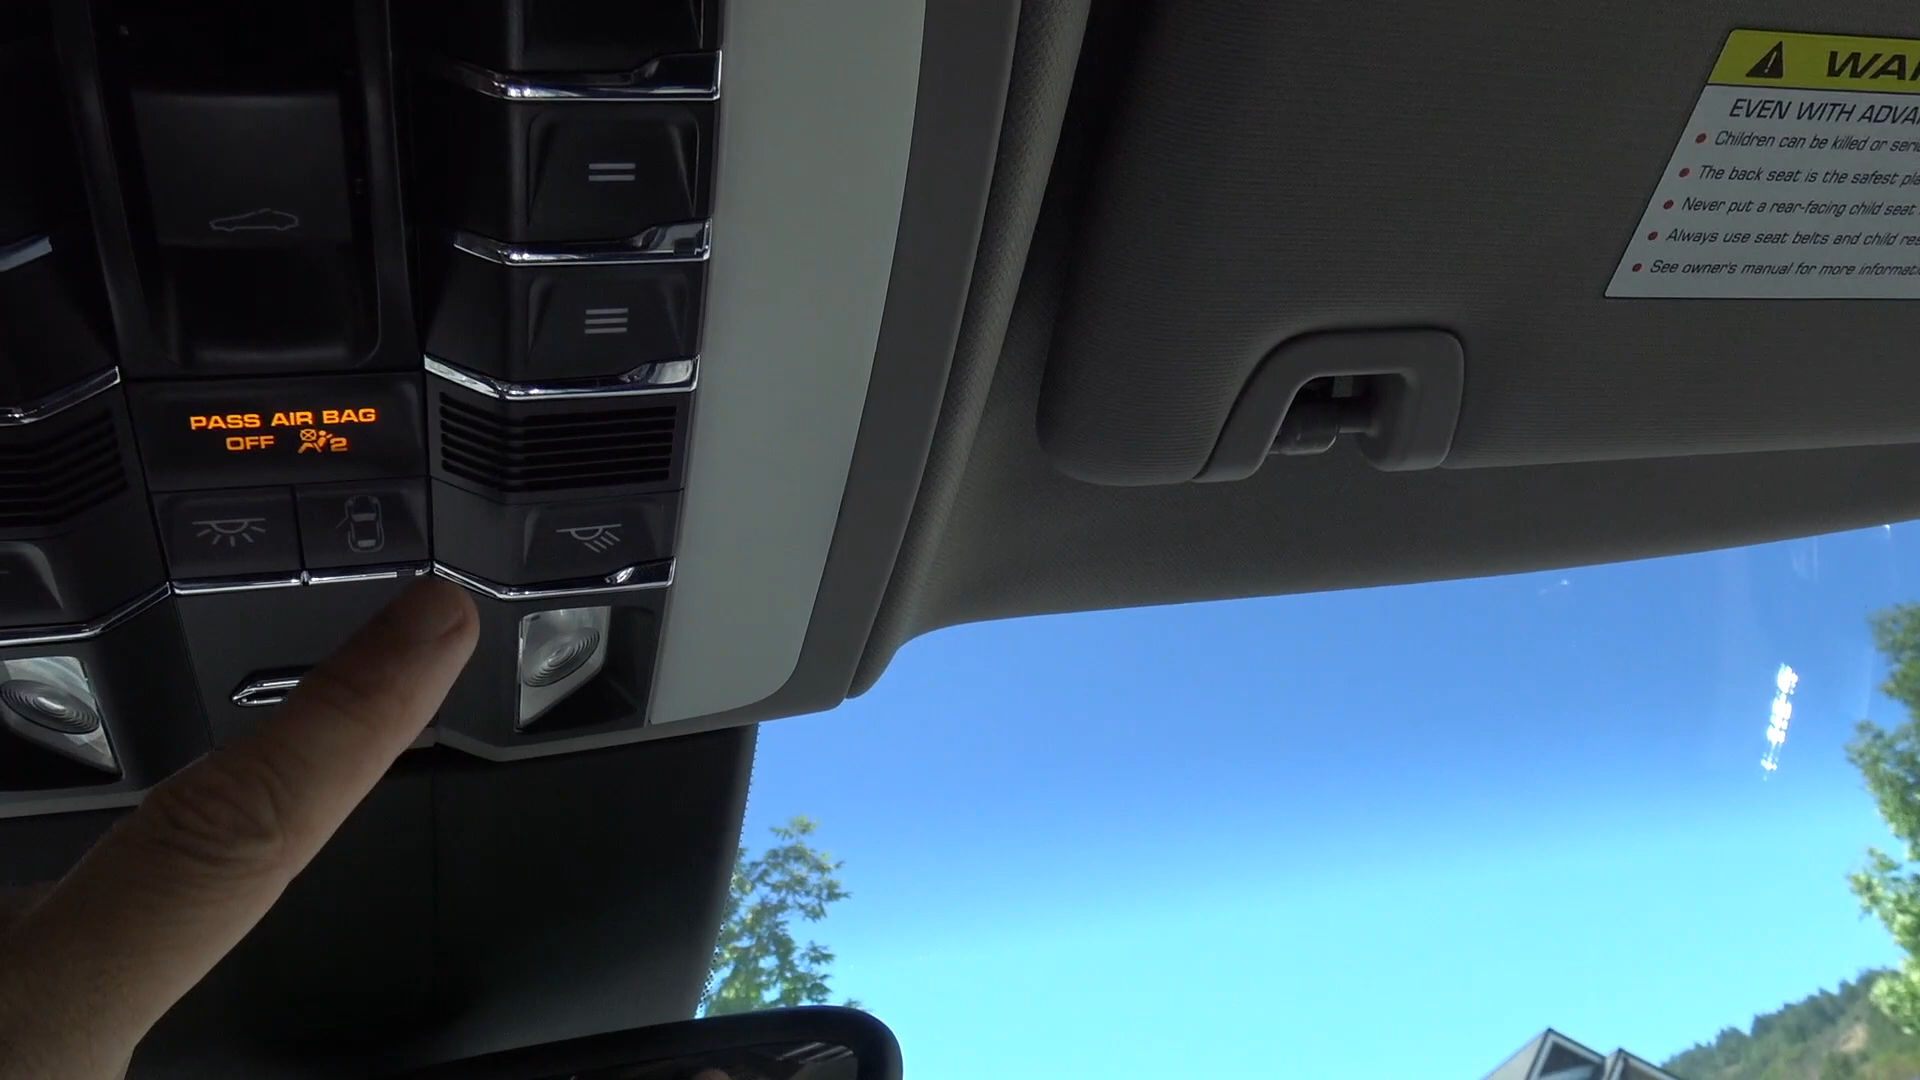 PASS AIR BAG
OFF 2
WA
EVEN WITH ADVA
Children can be killed or seri
The back seat is the safest pla
Never put a rear-facing child seat
Always use seat belts and child res
See owner's manual for more informati